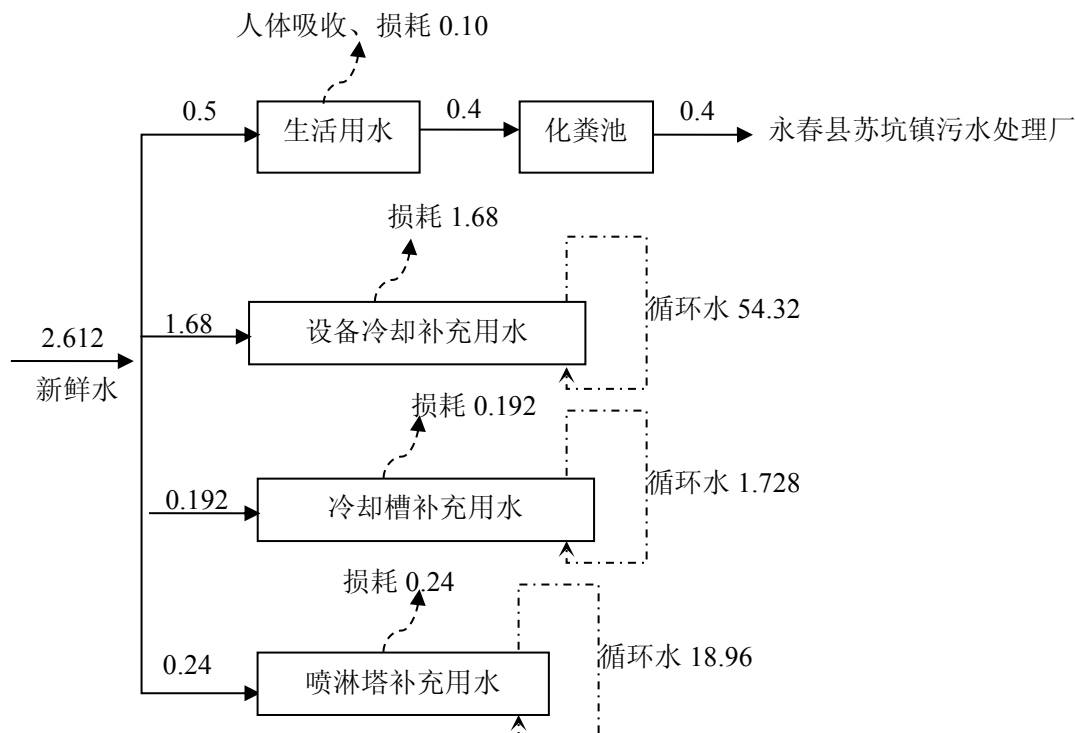 人体吸收、损耗 0.10
0.5
生活用水
0.4
化粪池
0.4
永春县苏坑镇污水处理厂
损耗 1.68
循环水 54.32
1.68
设备冷却补充用水
2.612
新鲜水
损耗 0.192
循环水 1.728
0.192
冷却槽补充用水
损耗 0.24
循环水 18.96
0.24
喷淋塔补充用水